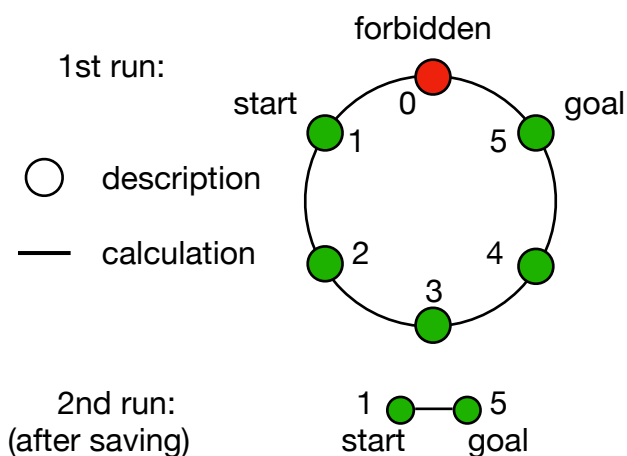 forbidden
1st run:
0
start
goal
1
5
description
2
4
calculation
3
2nd run:
1
5
(after saving)
start
goal